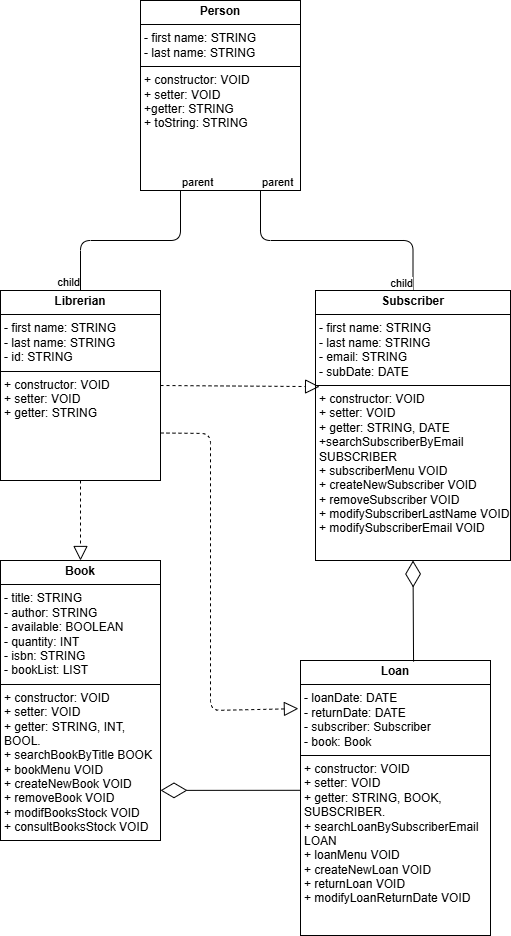 Person
- first name: STRING
- last name: STRING
+ constructor: VOID
+ setter: VOID
+getter: STRING
+ toString: STRING
parent
parent
child
child
Librerian
- first name: STRING
- last name: STRING
- id: STRING
+ constructor: VOID
+ setter: VOID
+ getter: STRING
Subscriber
- first name: STRING
- last name: STRING
- email: STRING
- subDate: DATE
+ constructor: VOID
+ setter: VOID
+ getter: STRING, DATE
+searchSubscriberByEmail
SUBSCRIBER
+ subscriberMenu VOID
+ createNewSubscriber VOID
+ removeSubscriber VOID
+ modifySubscriberLastName VOID
+ modifySubscriberEmail VOID
Book
- title: STRING
- author: STRING
- available: BOOLEAN
- quantity: INT
- isbn: STRING
- bookList: LIST
+ constructor: VOID
+ setter: VOID
+ getter: STRING, INT,
BOOL.
+ searchBookByTitle BOOK
+ bookMenu VOID
+ createNewBook VOID
+ removeBook VOID
+ modifBooksStock VOID
+ consultBooksStock VOID
Loan
- loanDate: DATE
- returnDate: DATE
- subscriber: Subscriber
- book: Book
+ constructor: VOID
+ setter: VOID
+ getter: STRING, BOOK,
SUBSCRIBER.
+ searchLoanBySubscriberEmail
LOAN
+ loanMenu VOID
+ createNewLoan VOID
+ returnLoan VOID
+ modifyLoanReturnDate VOID